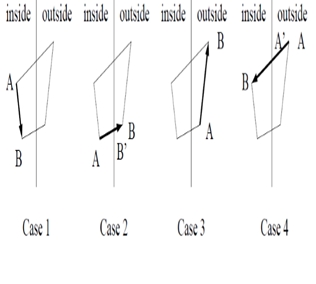 inside outside inside outside inside outside inside outside
B A' A
A B
B A
B A B'
Case 1 Case 2 Case 3 Case 4